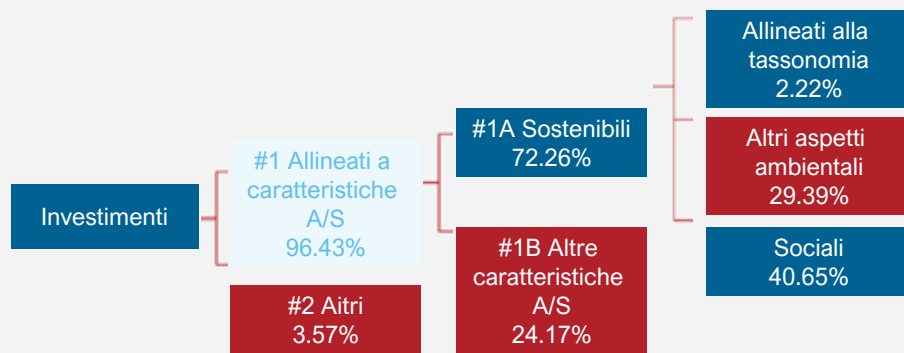 Investimenti
#1 Allineati a
caratteristiche
A/S
96.43%
#2 Aitri
3.57%
#1A Sostenibili
72.26%
#1B Altre
caratteristiche
A/S
24.17%
Allineati alla
tassonomia
2.22%
Altri aspetti
ambientali
29.39%
Sociali
40.65%